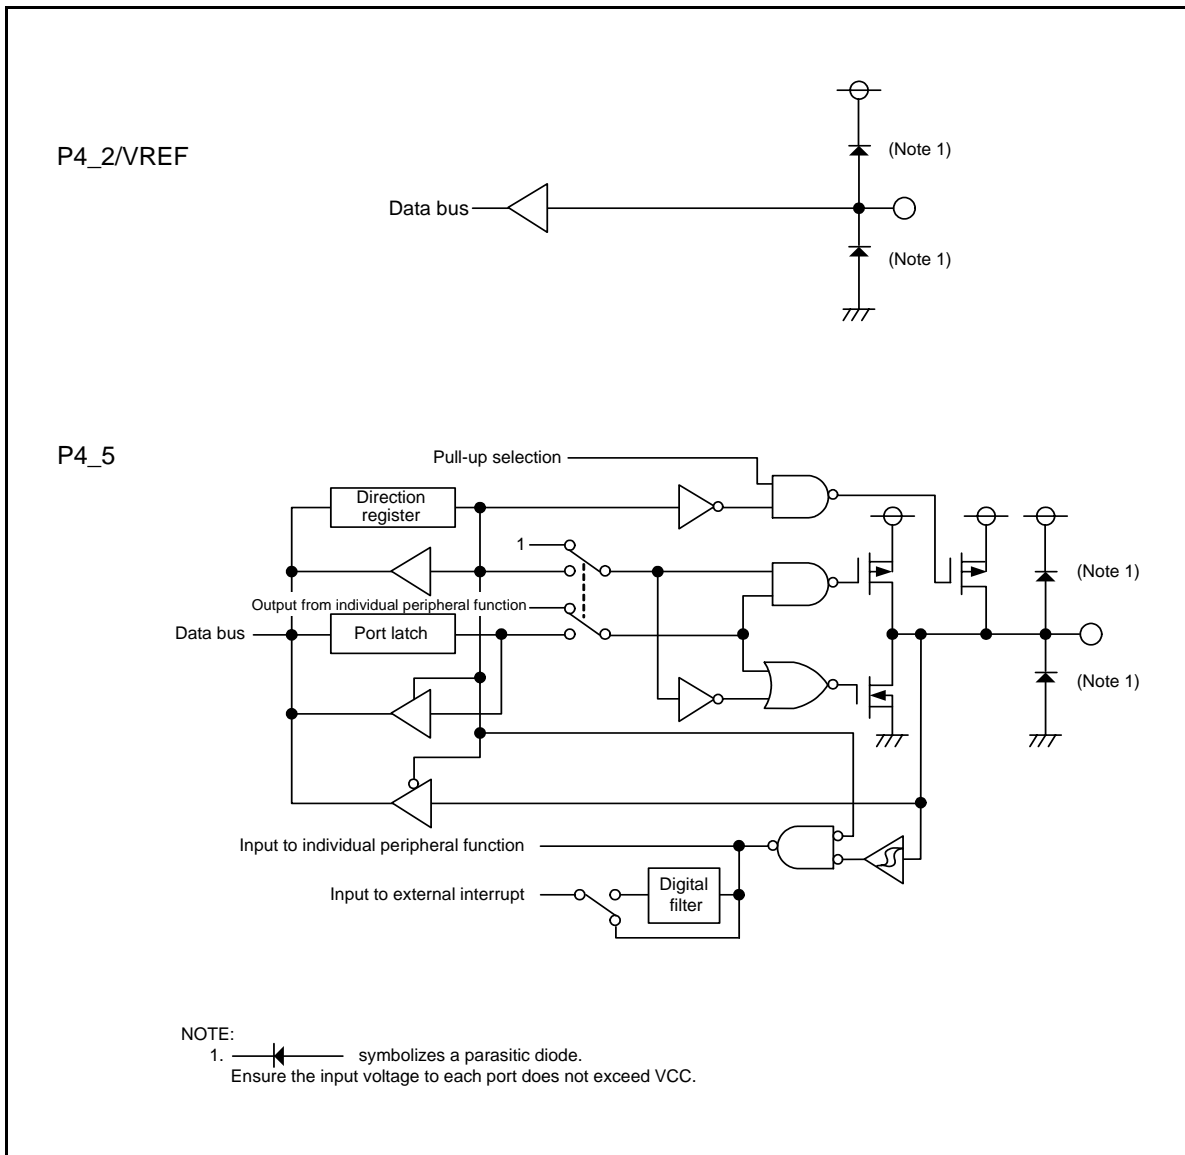 P4_2/VREF
(Note 1)
Data bus
(Note 1)
P4_5
Pull-up selection
Direction
register
1
(Note 1)
Output from individual peripheral function
Data bus
Port latch
(Note 1)
Input to individual peripheral function
Input to external interrupt
Digital
filter
NOTE:
1. symbolizes a parasitic diode.
Ensure the input voltage to each port does not exceed VCC.